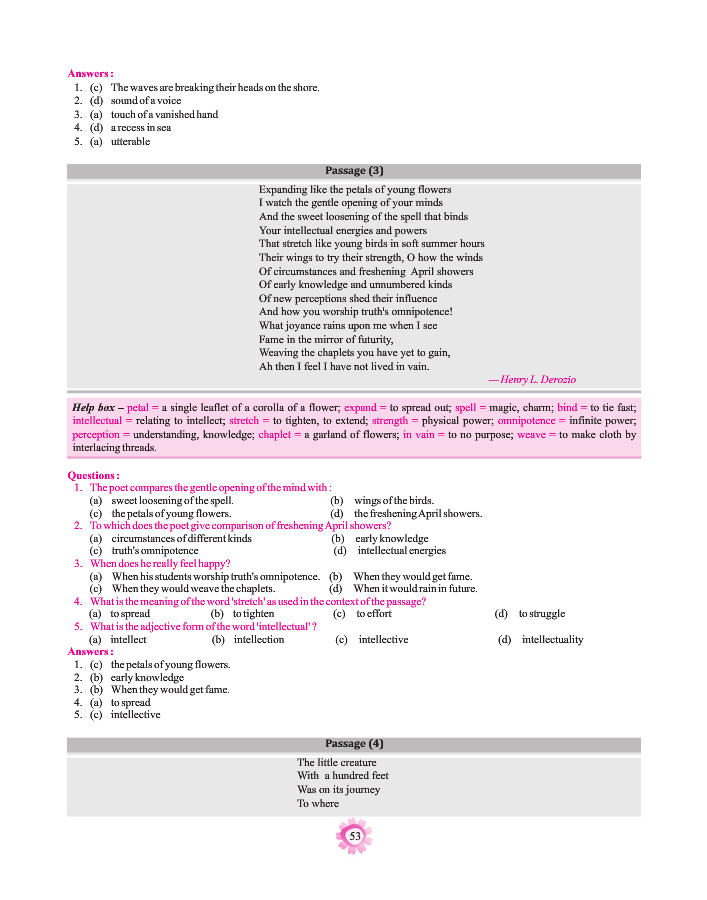 Answers :
1. (c) The waves are breaking their heads on the shore.
2. (d) sound of a voice
3. (a) touch of a vanished hand
4. (d) a recess in sea
5. (a) utterable
Passage (3)
Expanding like the petals of young flowers
I watch the gentle opening of your minds
And the sweet loosening of the spell that binds
Your intellectual energies and powers
That stretch like young birds in soft summer hours
Their wings to try their strength, O how the winds
Of circumstances and freshening April showers
Of early knowledge and unnumbered kinds
Of new perceptions shed their influence
And how you worship truth's omnipotence!
What joyance rains upon me when I see
Fame in the mirror of futurity,
Weaving the chaplets you have yet to gain,
Ah then I feel I have not lived in vain.
— Henry L. Derozio
Help box – petal = a single leaflet of a corolla of a flower; expand = to spread out; spell = magic, charm; bind = to tie fast;
intellectual = relating to intellect; stretch = to tighten, to extend; strength = physical power; omnipotence = infinite power;
perception = understanding, knowledge; chaplet = a garland of flowers; in vain = to no purpose; weave = to make cloth by
interlacing threads.
Questions :
1. The poet compares the gentle opening of the mind with :
(a) sweet loosening of the spell. (b) wings of the birds.
(c) the petals of young flowers. (d) the freshening April showers.
2. To which does the poet give comparison of freshening April showers?
(a) circumstances of different kinds (b) early knowledge
(c) truth's omnipotence (d) intellectual energies
3. When does he really feel happy?
(a) When his students worship truth's omnipotence. (b) When they would get fame.
(c) When they would weave the chaplets. (d) When it would rain in future.
4. What is the meaning of the word 'stretch' as used in the context of the passage?
(a) to spread (b) to tighten (c) to effort (d) to struggle
5. What is the adjective form of the word 'intellectual' ?
(a) intellect (b) intellection (c) intellective (d) intellectuality
Answers :
1. (c) the petals of young flowers.
2. (b) early knowledge
3. (b) When they would get fame.
4. (a) to spread
5. (c) intellective
Passage (4)
The little creature
With a hundred feet
Was on its journey
To where
53